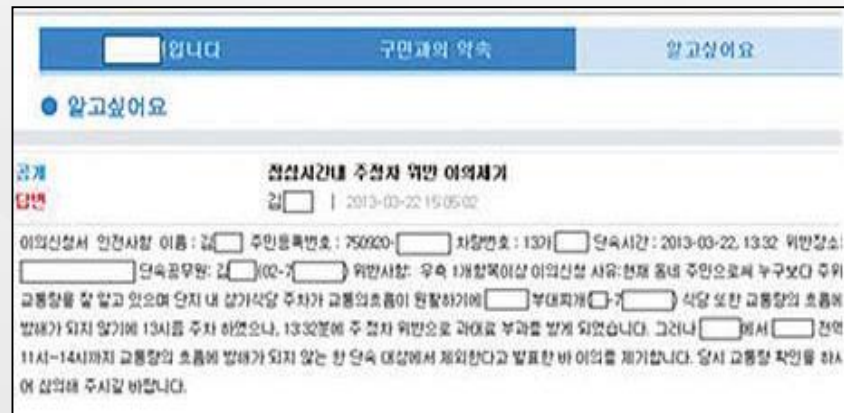 입니다 구민과의 약속 알고싶어요
알고싶어요
공개 점심시간내 주정차 위반 이의제기
답변 김 | 2013-03-22 15:05:02
이의신청서 인전사항 이름 : 김 주민등록번호 : 750920- 차량번호 : 13가 단속시간 : 2013-03-22, 13:32 위반장소:
단속공무원: 김 (02-7 ) 위반사항: 우측 1개항목이상 이의신청 사유:현재 동네 주민으로써 누구보다 주위
교통량을 잘 알고 있으며 단지 내 상가식당 주차가 교통의흐름이 원활하기에 부대찌개( -7 ) 식당 또한 교통량의 흐름에
방해가 되지 않기에 13시쯤 주차 하였으나, 13:32분에 주 정차 위반으로 과태료 부과를 받게 되었습니다. 그러나 에서 전역
11시-14시까지 교통량의 흐름에 방해가 되지 않는 한 단속 대상에서 제외한다고 발표한 바 이의를 제기합니다. 당시 교통량 확인을 하시
어 심의해 주시길 바랍니다.